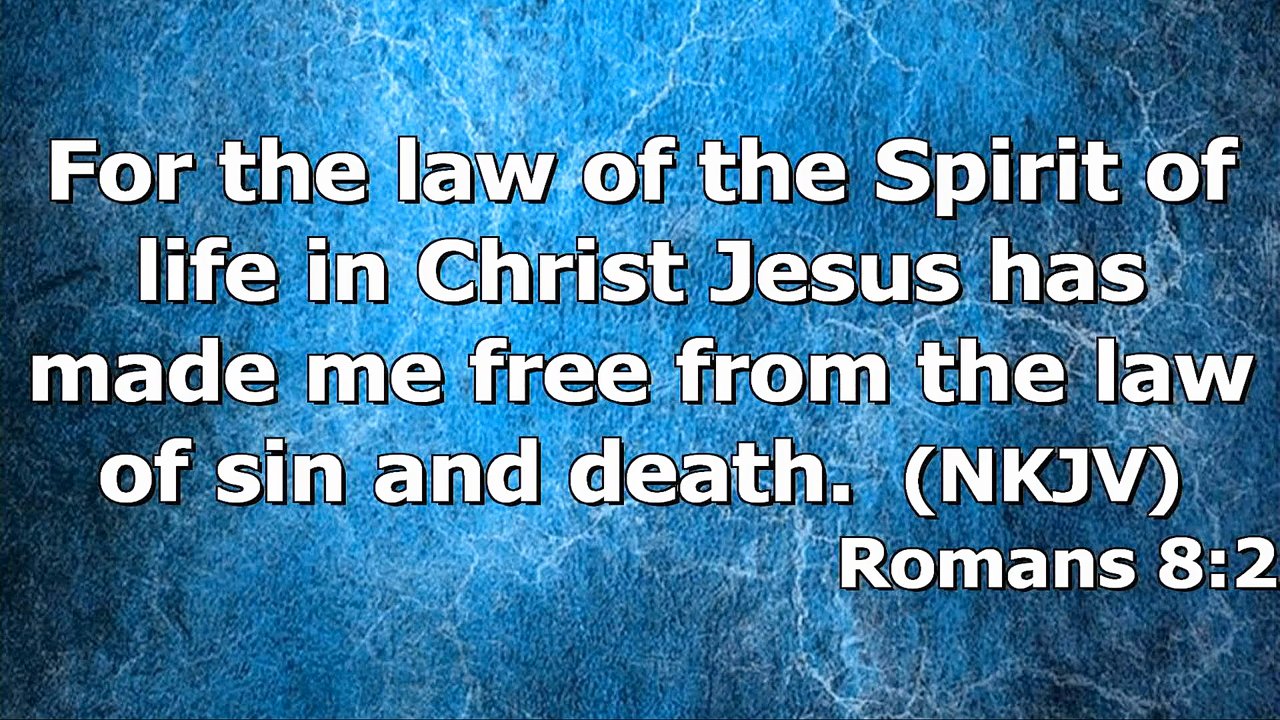 For the law of the Spirit of
life in Christ Jesus has
made me free from the law
of sin and death. (NKJV)
Romans 8:2